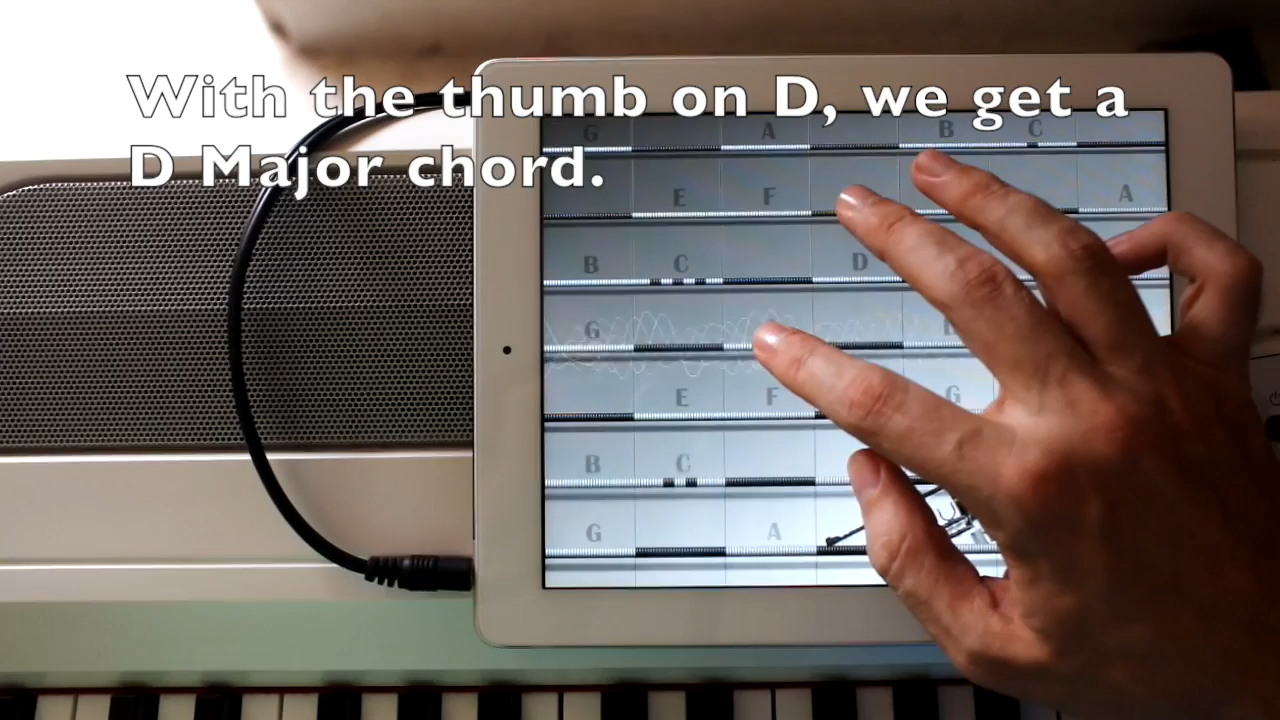 With the thumb on D, we get a
D Major chord.
G A B C
E F A
B C D
G
E F G
B C
G A